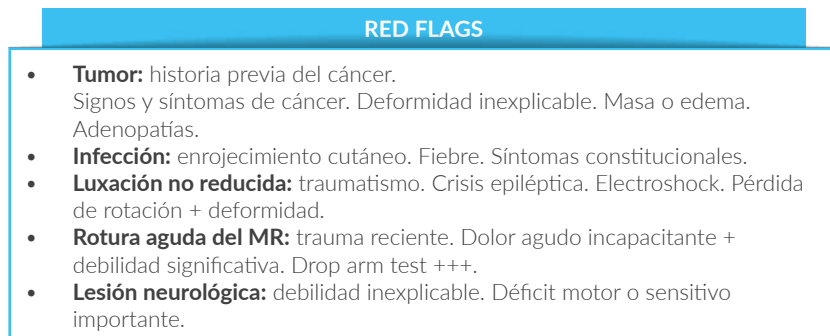 RED FLAGS
• Tumor: historia previa del cáncer.
Signos y síntomas de cáncer. Deformidad inexplicable. Masa o edema.
Adenopatías.
• Infección: enrojecimiento cutáneo. Fiebre. Síntomas constitucionales.
• Luxación no reducida: traumatismo. Crisis epiléptica. Electroshock. Pérdida
de rotación + deformidad.
• Rotura aguda del MR: trauma reciente. Dolor agudo incapacitante +
debilidad significativa. Drop arm test +++.
• Lesión neurológica: debilidad inexplicable. Déficit motor o sensitivo
importante.